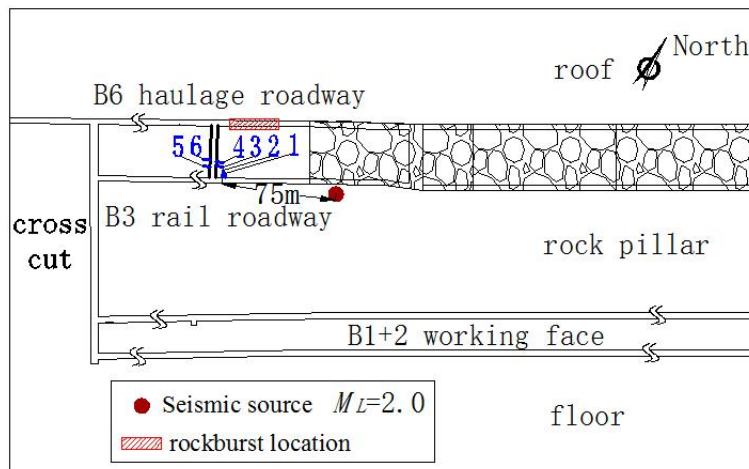 North
roof
B6 haulage roadway
56 4321
75m
B3 rail roadway
cross
cut
rock pillar
B1+2 working face
Seismic source ML=2.0
floor
rockburst location